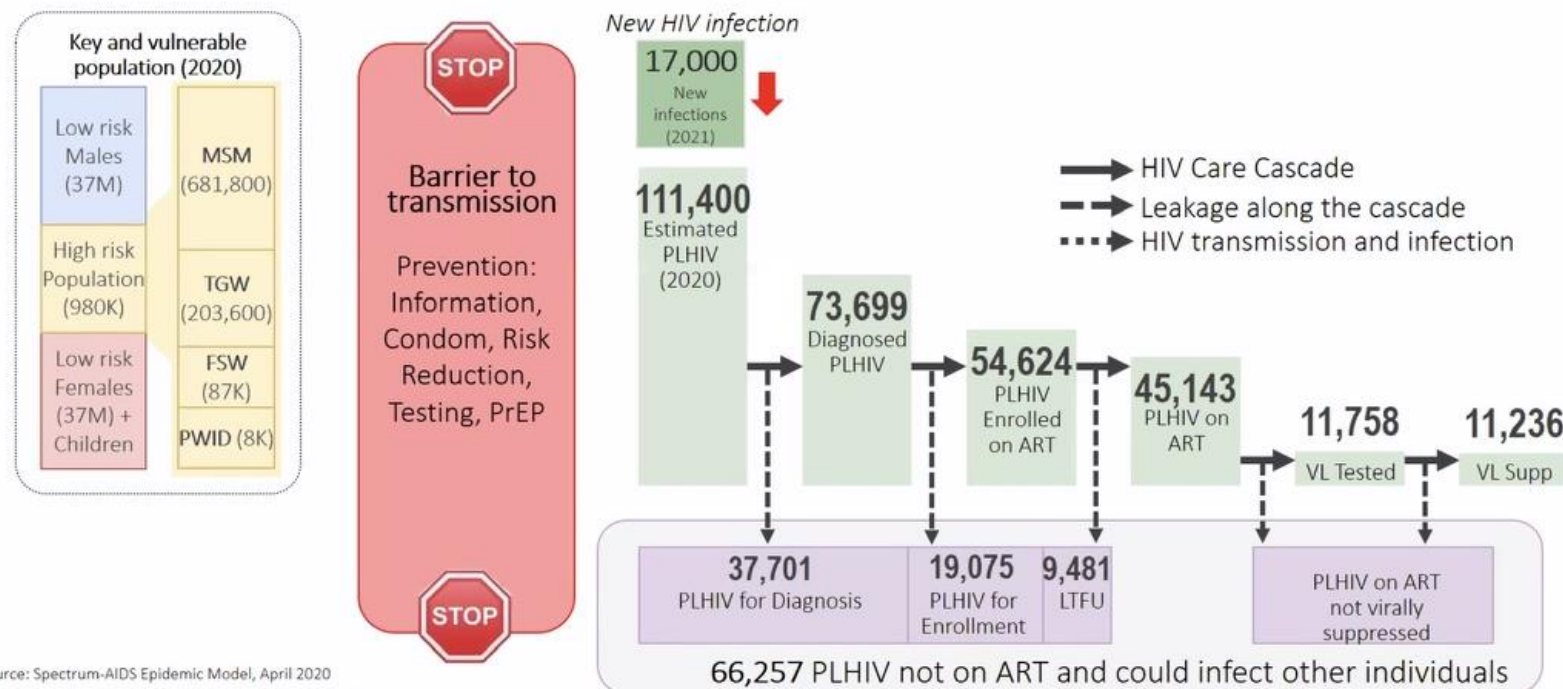 Key and vulnerable
population (2020)
Low risk
Males
(37M)
High risk
Population
(980K)
Low risk
Females
(37M) +
Children
MSM
(681,800)
TGW
(203,600)
FSW
(87K)
PWID (8K)
STOP
Barrier to
transmission
Prevention:
Information,
Condom, Risk
Reduction,
Testing, PrEP
STOP
New HIV infection
17,000
New
infections
(2021)
111,400
Estimated
PLHIV
(2020)
73,699
Diagnosed
PLHIV
54,624
PLHIV
Enrolled
on ART
45,143
PLHIV on
ART
11,758
VL Tested
11,236
VL Supp
HIV Care Cascade
Leakage along the cascade
HIV transmission and infection
37,701
PLHIV for Diagnosis
19,075
PLHIV for
Enrollment
9,481
LTFU
PLHIV on ART
not virally
suppressed
66,257 PLHIV not on ART and could infect other individuals
urce: Spectrum-AIDS Epidemic Model, April 2020